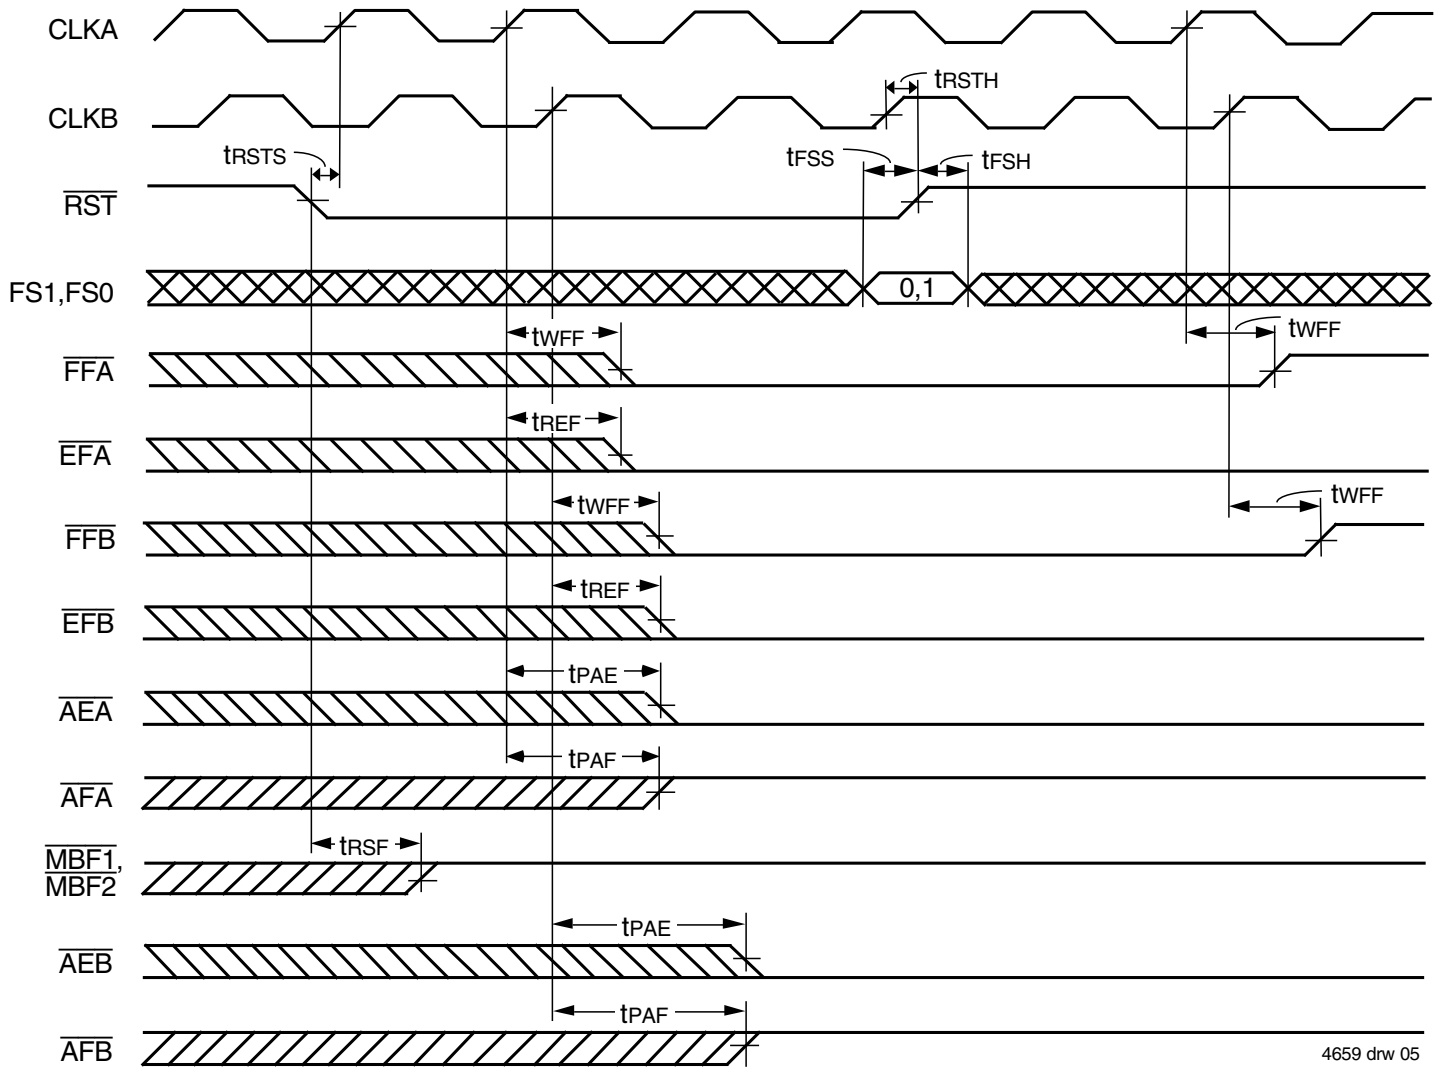 CLKA
CLKB
tRSTH
tRSTS
tFSS
tFSH
RST
FS1,FS0
0,1
tWFF
tWFF
FFA
tREF
EFA
tWFF
tWFF
FFB
tREF
EFB
tPAE
AEA
tPAF
AFA
tRSF
MBF1,
MBF2
tPAE
AEB
tPAF
AFB
4659 drw 05